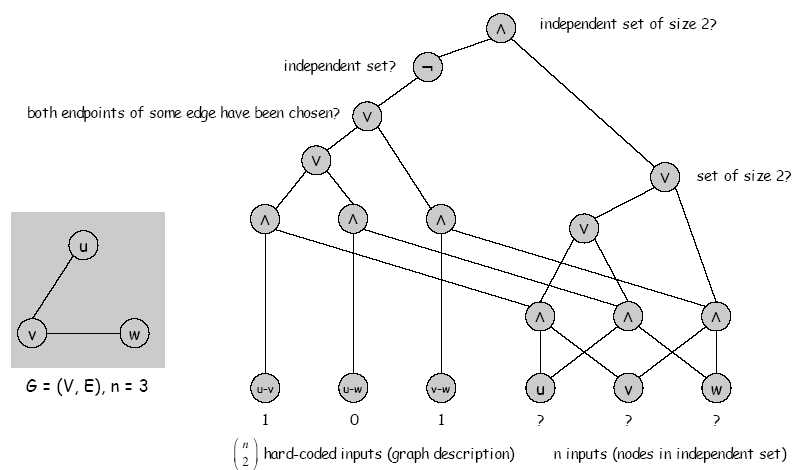 ∧ independent set of size 2?
independent set? ¬
both endpoints of some edge have been chosen? ∨
∨
∨ set of size 2?
∧ ∧ ∧ ∨
u
v w
∧ ∧ ∧
G = (V, E), n = 3
u-v u-w v-w u v w
1 0 1 ? ? ?
(n 2) hard-coded inputs (graph description) n inputs (nodes in independent set)